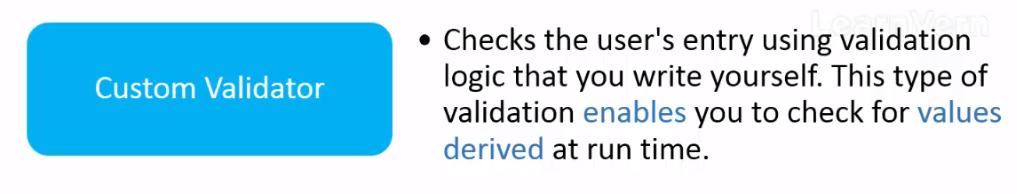 LearnVern
Custom Validator
• Checks the user's entry using validation
logic that you write yourself. This type of
validation enables you to check for values
derived at run time.